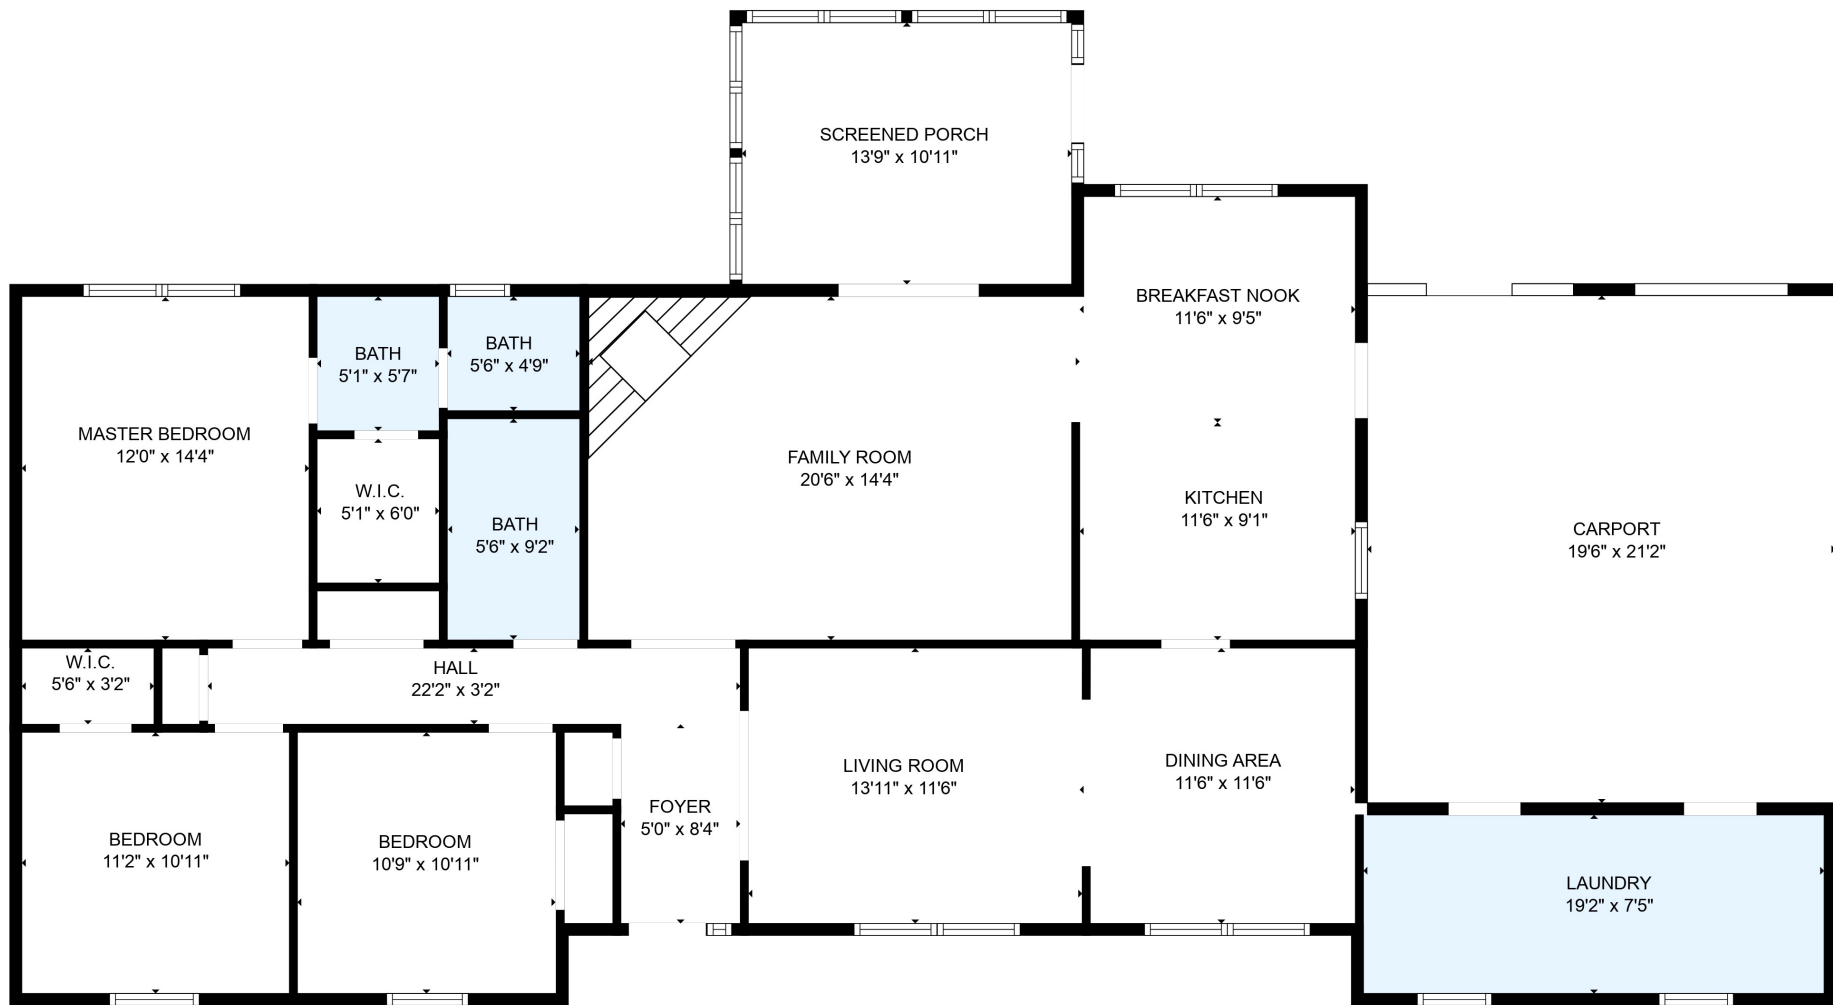 SCREENED PORCH
13'9" x 10'11"
BREAKFAST NOOK
11'6" x 9'5"
BATH
5'1" x 5'7"
BATH
5'6" x 4'9"
MASTER BEDROOM
12'0" x 14'4"
FAMILY ROOM
20'6" x 14'4"
W.I.C.
5'1" x 6'0"
KITCHEN
11'6" x 9'1"
BATH
5'6" x 9'2"
CARPORT
19'6" x 21'2"
W.I.C.
5'6" x 3'2"
HALL
22'2" x 3'2"
LIVING ROOM
13'11" x 11'6"
DINING AREA
11'6" x 11'6"
FOYER
5'0" x 8'4"
BEDROOM
11'2" x 10'11"
BEDROOM
10'9" x 10'11"
LAUNDRY
19'2" x 7'5"